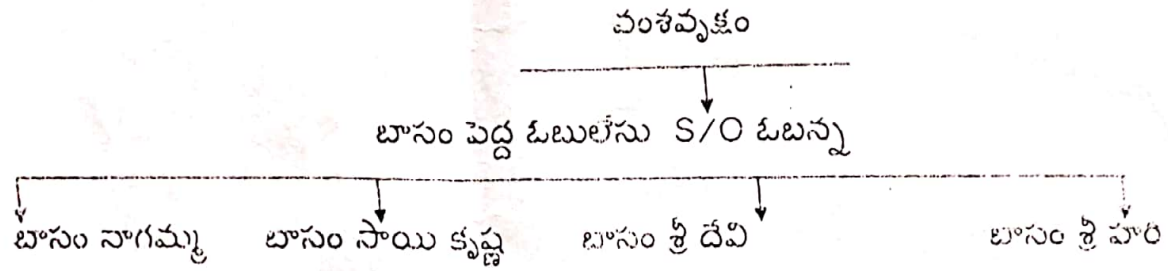 వంశవృక్షం
బాసం పెద్ద ఓబులేసు S/O ఓబన్న
బాసం నాగమ్మ బాసం సాయి కృష్ణ బాసం శ్రీ దేవి బాసం శ్రీ హరి